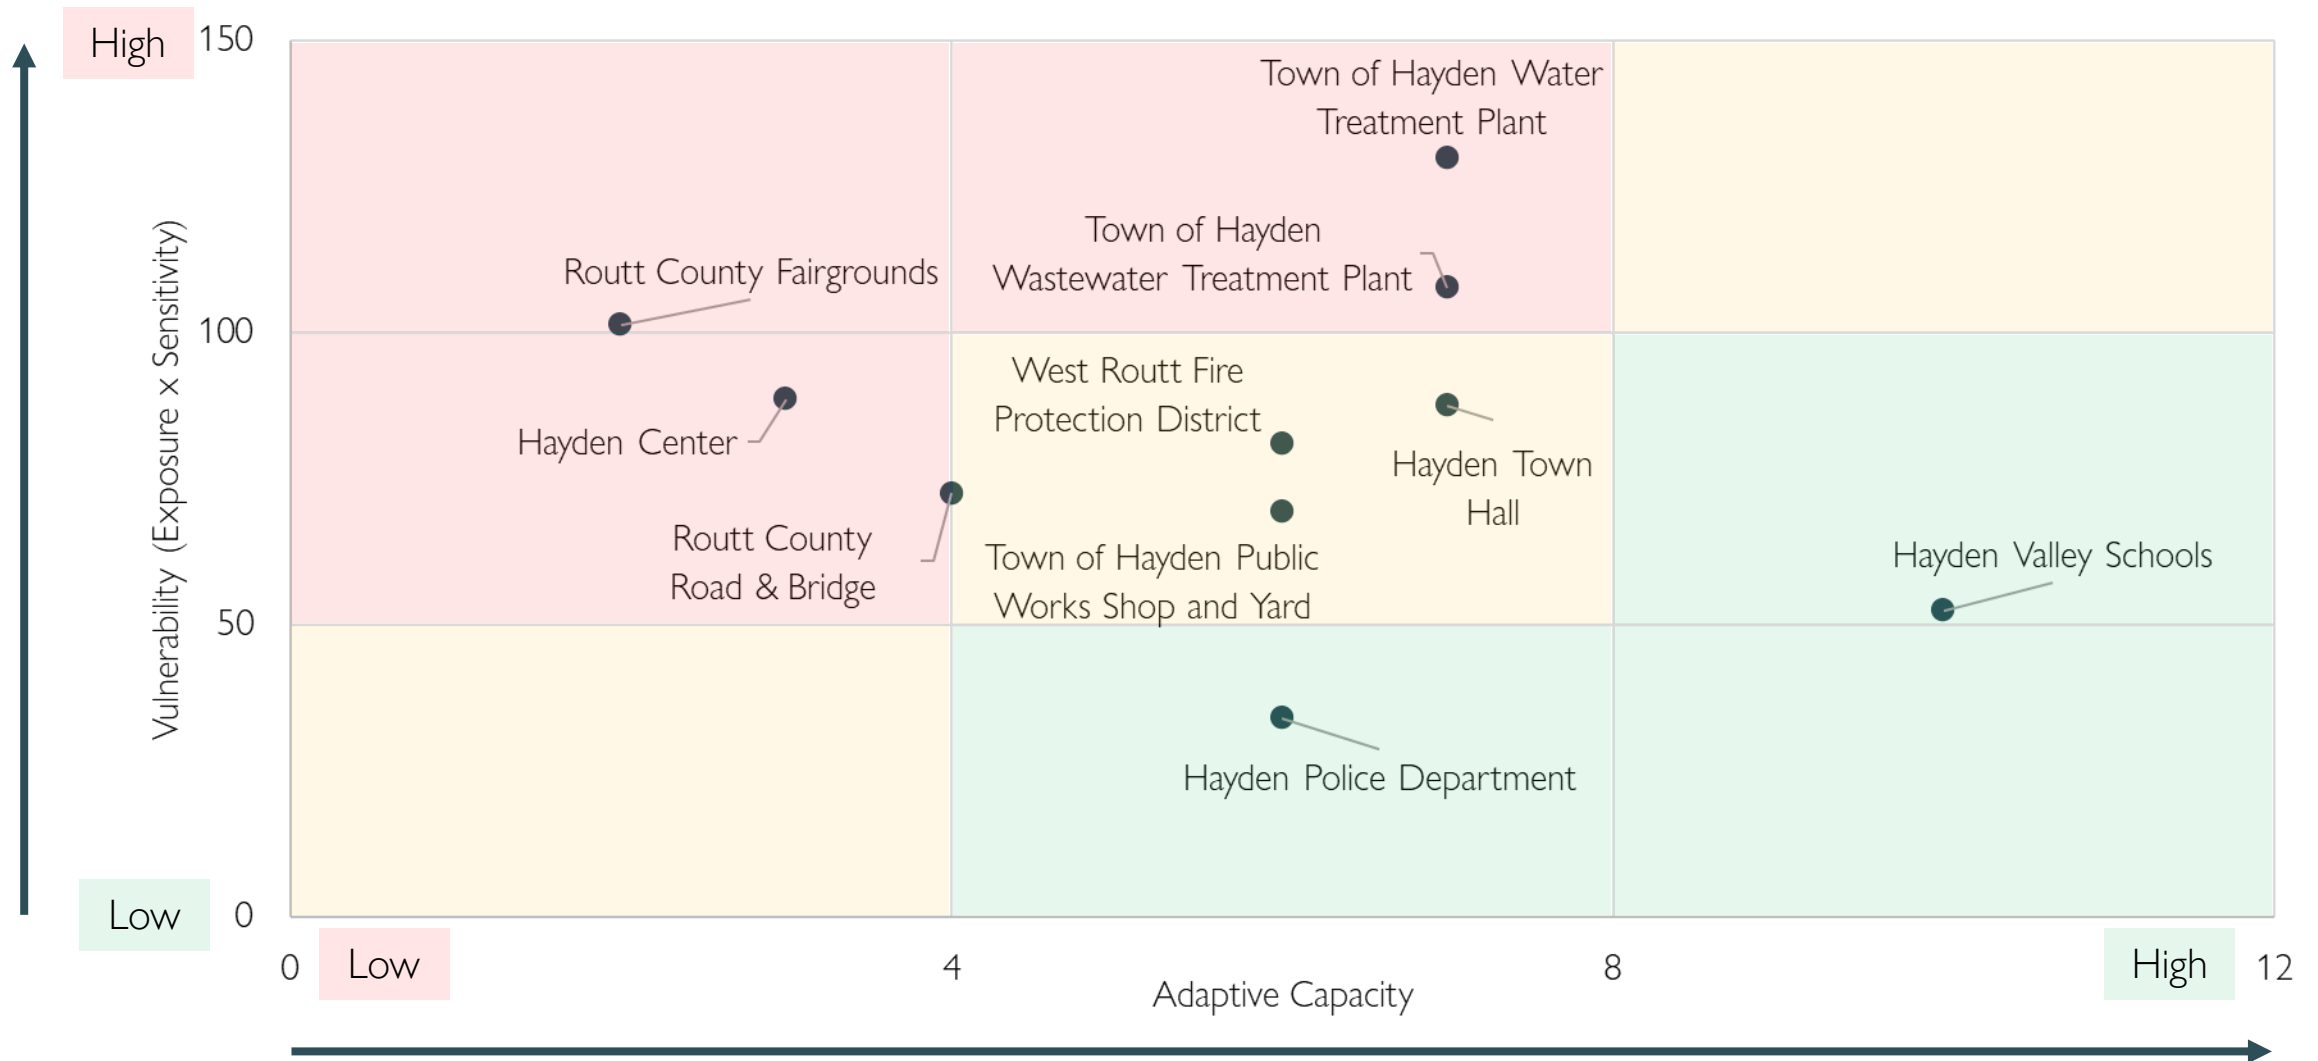 High
150
Town of Hayden Water
Treatment Plant
Town of Hayden
Wastewater Treatment Plant
Routt County Fairgrounds
100
West Routt Fire
Protection District
Hayden Center
Hayden Town
Hall
Routt County
Road & Bridge
Town of Hayden Public
Works Shop and Yard
Hayden Valley Schools
50
Hayden Police Department
Vulnerability (Exposure x Sensitivity)
Low
0
0
Low
4
8
High
12
Adaptive Capacity